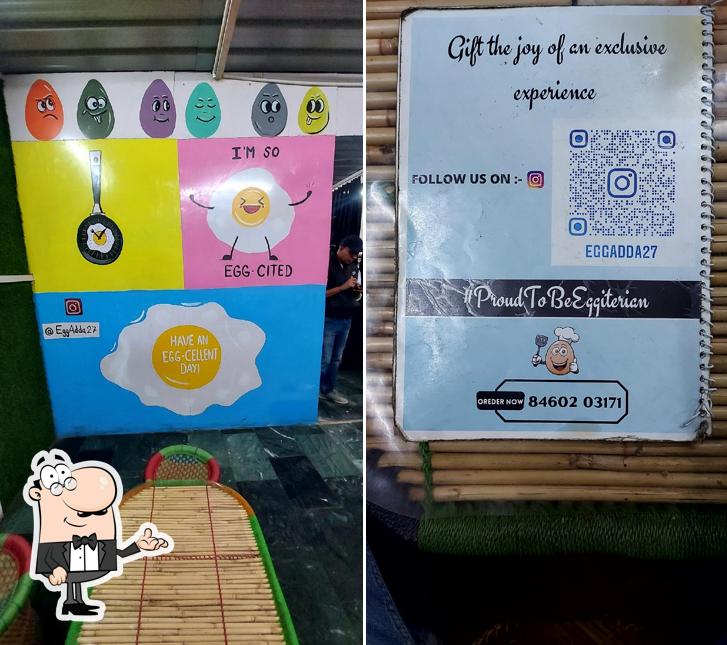 I'M SO
EGG-CITED
@EggAdda27
HAVE AN
EGG-CELLENT
DAY!
Gift the joy of an exclusive
experience
FOLLOW US ON :-
EGGADDA27
#ProudToBeEggiterian
OREDER NOW 84602 03171